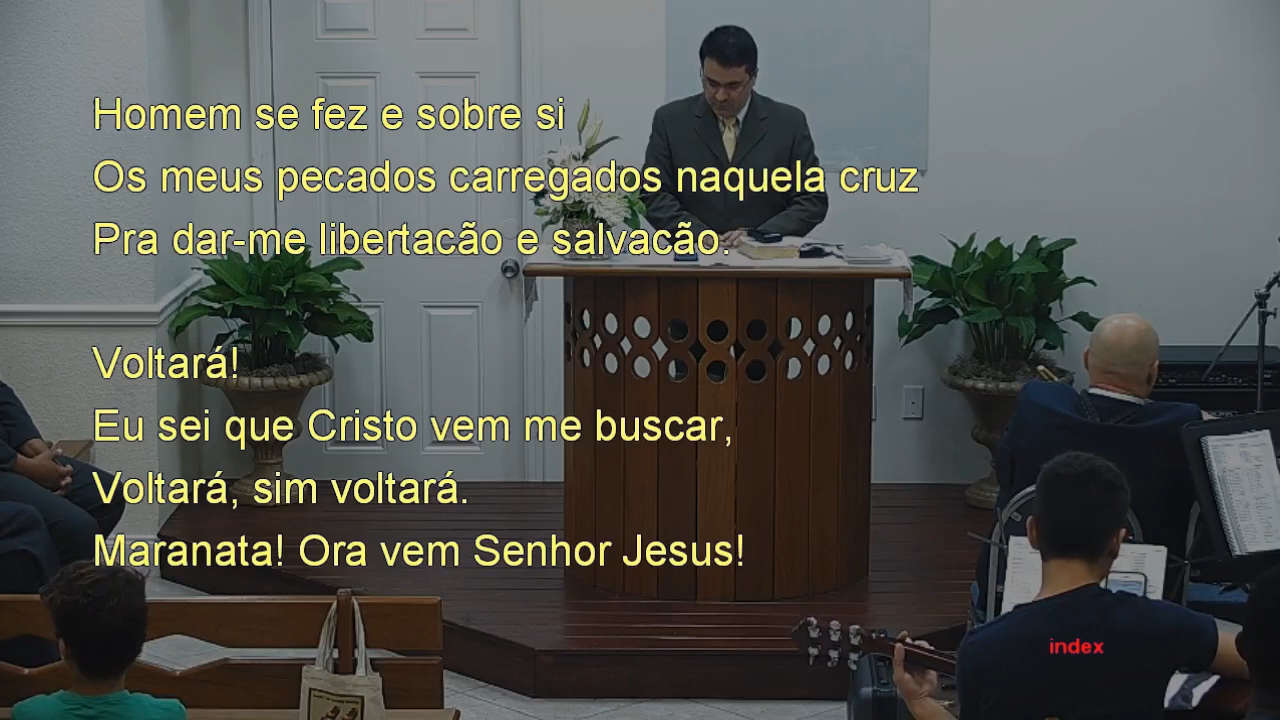 Homem se fez e sobre si
Os meus pecados carregados naquela cruz
Pra dar-me libertacão e salvacão.
Voltará!
Eu sei que Cristo vem me buscar,
Voltará, sim voltará.
Maranata! Ora vem Senhor Jesus!
index